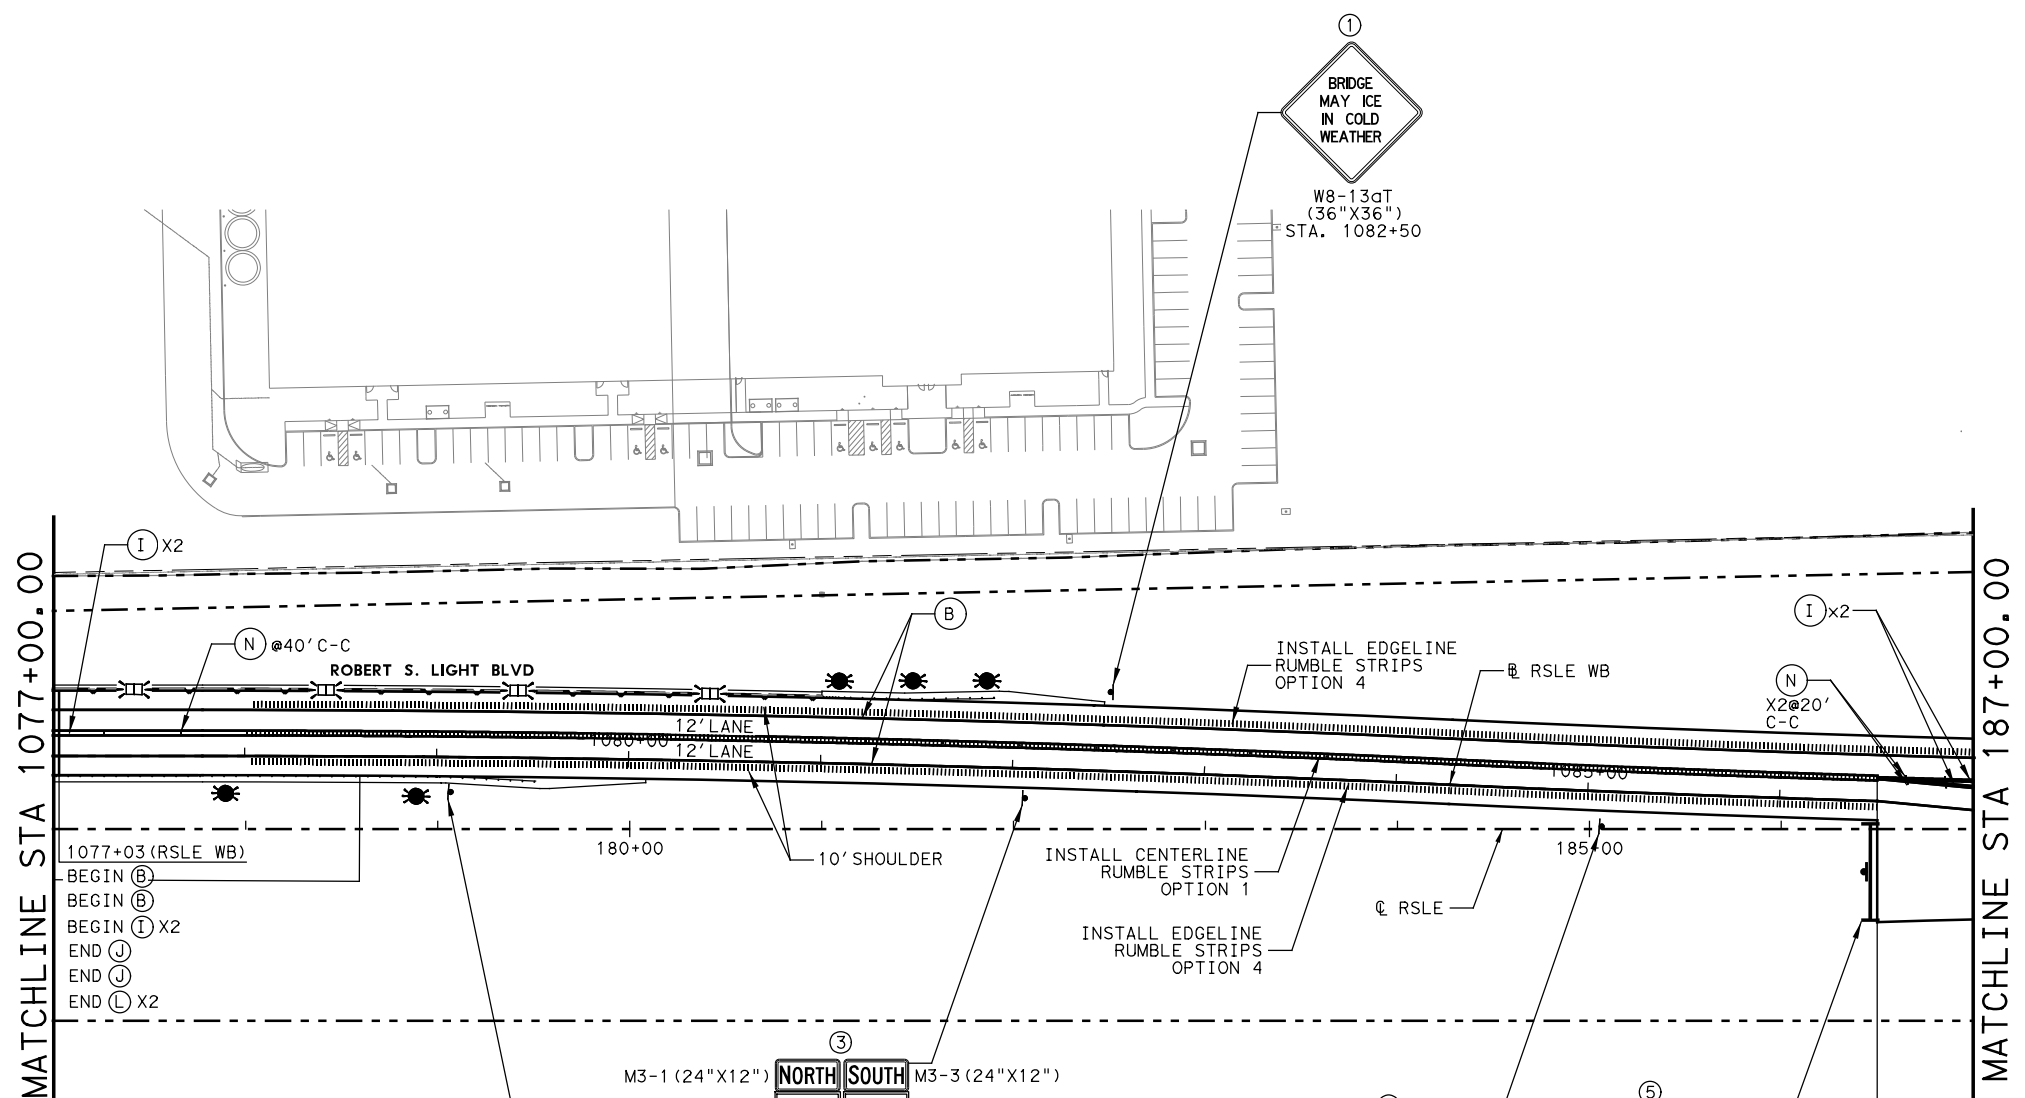 1
BRIDGE
MAY ICE
IN COLD
WEATHER
W8-13aT
(36"X36")
STA. 1082+50
MATCHLINE STA 1077+00.00
I X2
N @40'C-C
ROBERT S. LIGHT BLVD
B
INSTALL EDGELINE
RUMBLE STRIPS
OPTION 4
B RSLE WB
I x2
N
X2@20'
C-C
MATCHLINE STA 187+00.00
12'LANE
1080+00
12'LANE
1085+00
1077+03(RSLE WB)
BEGIN B
BEGIN B
BEGIN I X2
END J
END J
END L X2
180+00
10'SHOULDER
INSTALL CENTERLINE
RUMBLE STRIPS
OPTION 1
185+00
℄ RSLE
INSTALL EDGELINE
RUMBLE STRIPS
OPTION 4
3
M3-1(24"X12") NORTH SOUTH M3-3(24"X12")
5